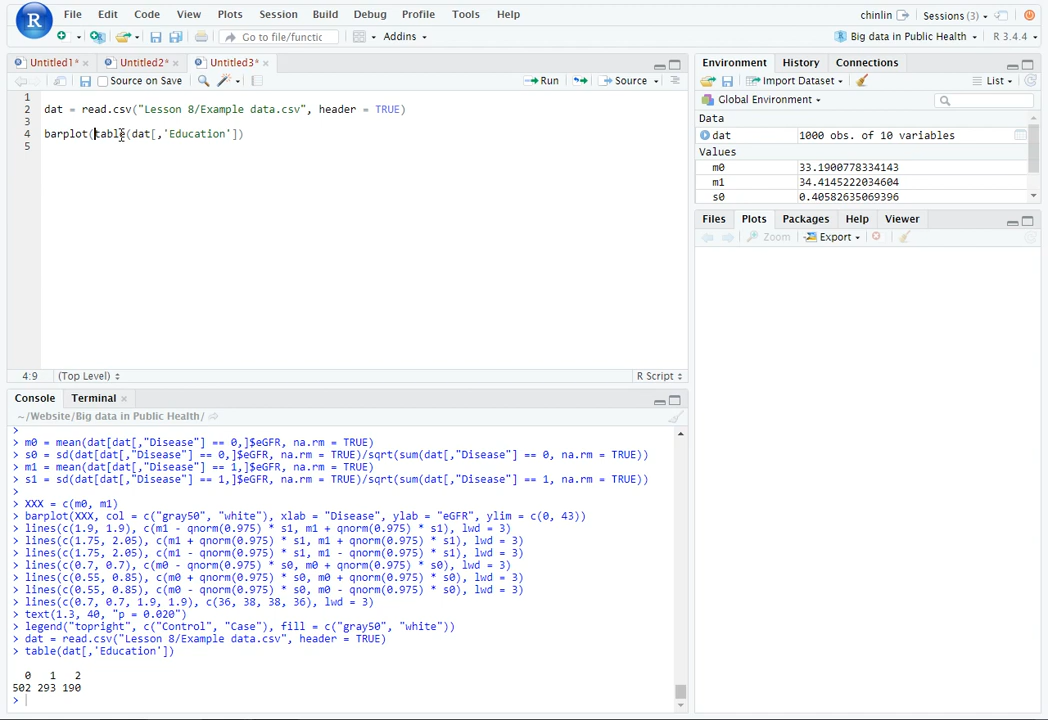 R File Edit Code View Plots Session Build Debug Profile Tools Help chinlin Sessions (3)
Go to file/functic Addins Big data in Public Health R 3.4.4
Untitled1* Untitled2* Untitled3*
Source on Save Run Source
1
2 dat = read.csv("Lesson 8/Example data.csv", header = TRUE)
3
4 barplot(table(dat[,'Education'])
5
4:9 (Top Level) R Script
Console Terminal
~/Website/Big data in Public Health/
>
> m0 = mean(dat[dat[,"Disease"] == 0,]$eGFR, na.rm = TRUE)
> s0 = sd(dat[dat[,"Disease"] == 0,]$eGFR, na.rm = TRUE)/sqrt(sum(dat[,"Disease"] == 0, na.rm = TRUE))
> m1 = mean(dat[dat[,"Disease"] == 1,]$eGFR, na.rm = TRUE)
> s1 = sd(dat[dat[,"Disease"] == 1,]$eGFR, na.rm = TRUE)/sqrt(sum(dat[,"Disease"] == 1, na.rm = TRUE))
>
> XXX = c(m0, m1)
> barplot(XXX, col = c("gray50", "white"), xlab = "Disease", ylab = "eGFR", ylim = c(0, 43))
> lines(c(1.9, 1.9), c(m1 - qnorm(0.975) * s1, m1 + qnorm(0.975) * s1), lwd = 3)
> lines(c(1.75, 2.05), c(m1 + qnorm(0.975) * s1, m1 + qnorm(0.975) * s1), lwd = 3)
> lines(c(1.75, 2.05), c(m1 - qnorm(0.975) * s1, m1 - qnorm(0.975) * s1), lwd = 3)
> lines(c(0.7, 0.7), c(m0 - qnorm(0.975) * s0, m0 + qnorm(0.975) * s0), lwd = 3)
> lines(c(0.55, 0.85), c(m0 + qnorm(0.975) * s0, m0 + qnorm(0.975) * s0), lwd = 3)
> lines(c(0.55, 0.85), c(m0 - qnorm(0.975) * s0, m0 - qnorm(0.975) * s0), lwd = 3)
> lines(c(0.7, 0.7, 1.9, 1.9), c(36, 38, 38, 36), lwd = 3)
> text(1.3, 40, "p = 0.020")
> legend("topright", c("Control", "Case"), fill = c("gray50", "white"))
> dat = read.csv("Lesson 8/Example data.csv", header = TRUE)
> table(dat[,'Education'])
0 1 2
502 293 190
>
Environment History Connections
Import Dataset List
Global Environment
Data
dat 1000 obs. of 10 variables
Values
m0 33.1900778334143
m1 34.4145222034604
s0 0.40582635069396
Files Plots Packages Help Viewer
Zoom Export